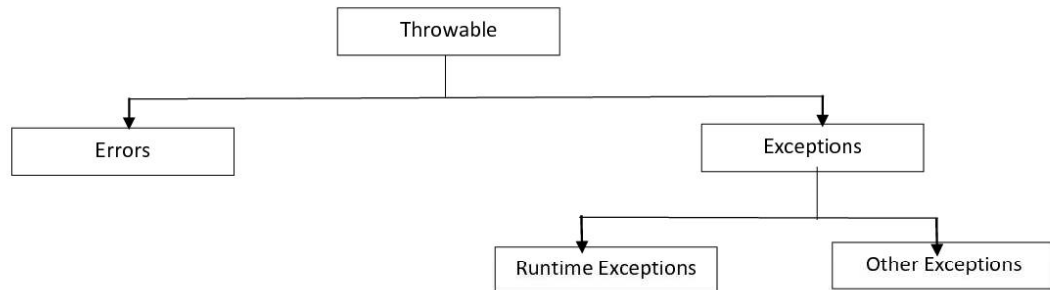 Throwable
Errors
Exceptions
Runtime Exceptions
Other Exceptions